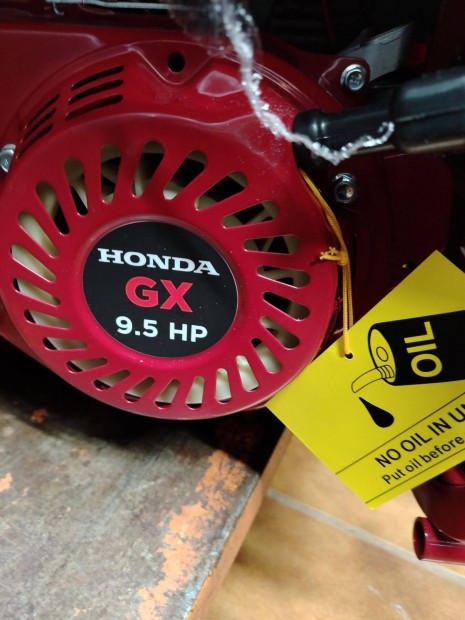 HONDA
GX
9.5 HP
OIL
NO OIL IN
Put oil before